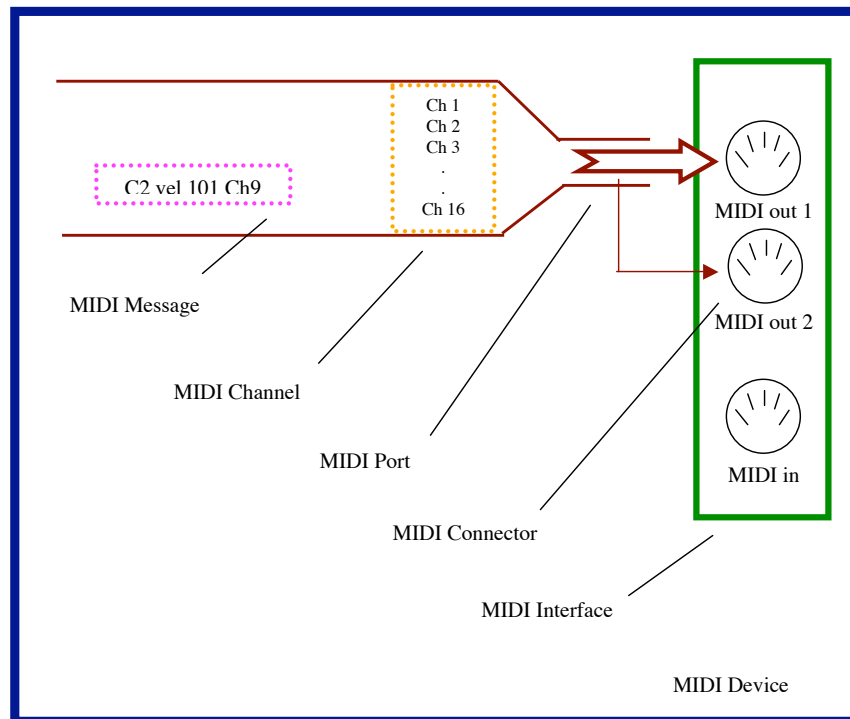 Ch 1
Ch 2
Ch 3
.
.
Ch 16
C2 vel 101 Ch9
MIDI out 1
MIDI Message
MIDI out 2
MIDI Channel
MIDI Port
MIDI in
MIDI Connector
MIDI Interface
MIDI Device